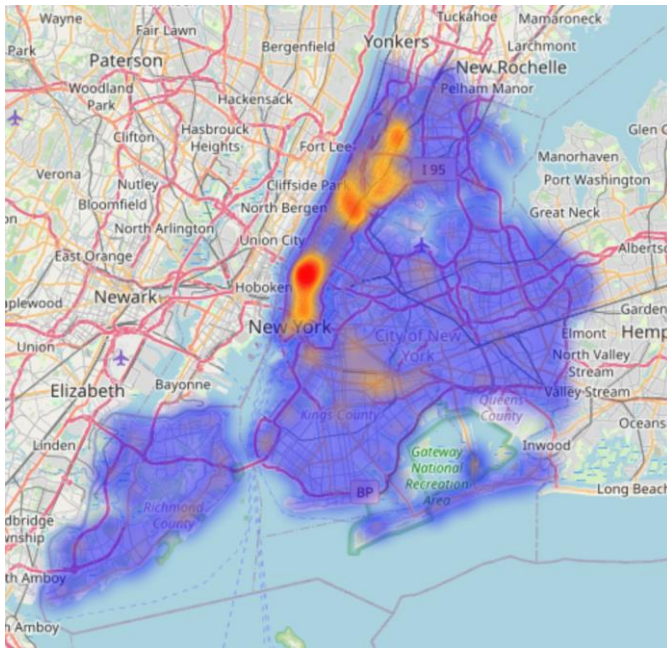 Wayne
Fair Lawn
Tuckahoe
Mamaroneck
Park
Paterson
Bergenfield
Yonkers
Larchmont
New Rochelle
Woodland
Park
Hackensack
Pelham Manor
Clifton
Hasbrouck
Heights
Fort Lee
Glen
Manorhaven
Verona
I 95
Port Washington
Nutley
Cliffside Park
Bloomfield
North Bergen
Great Neck
North Arlington
Union City
East Orange
Alberts
Newark
Hoboken
Garden
New York
City of New
York
Elmont
Hemp
Union
North Valley
Stream
Elizabeth
Bayonne
Valley Stream
Queens
County
Kings County
Oceans
Linden
Inwood
Gateway
National
Recreation
Area
BP
Long Beach
Richmond
County
th Amboy
n Amboy